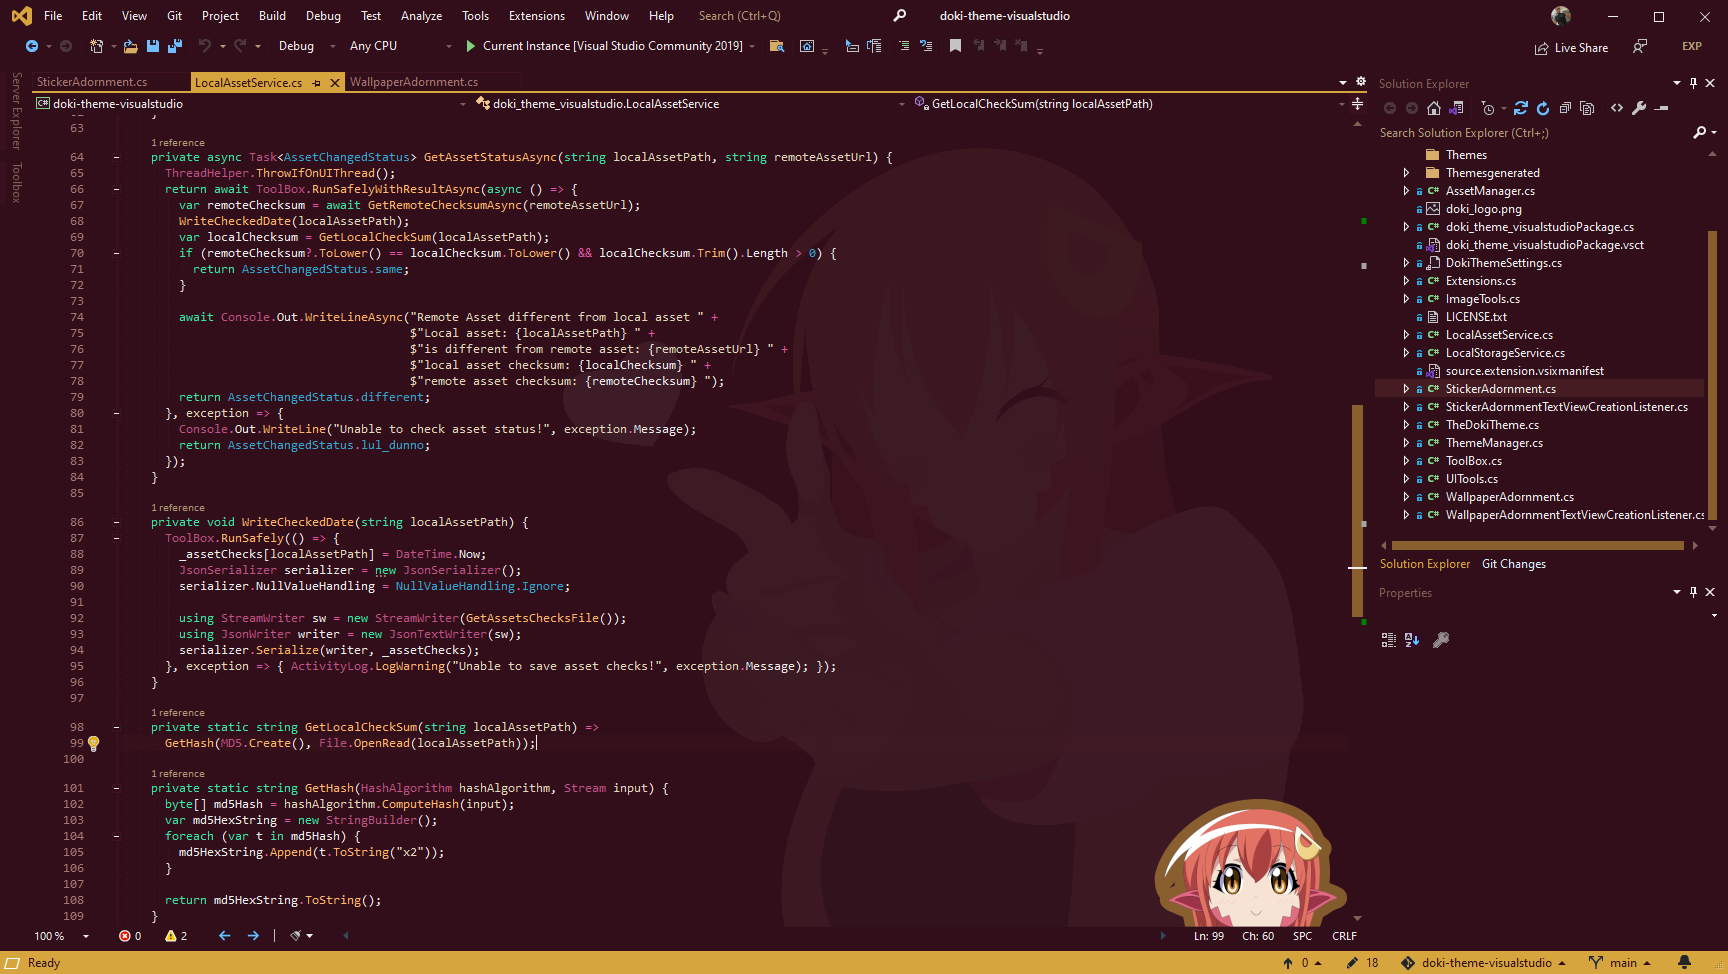 File Edit View Git Project Build Debug Test Analyze Tools Extensions Window Help Search (Ctrl+Q) doki-theme-visualstudio
Debug Any CPU Current Instance [Visual Studio Community 2019] Live Share EXP
Server Explorer
Toolbox
StickerAdornment.cs LocalAssetService.cs WallpaperAdornment.cs
doki-theme-visualstudio doki_theme_visualstudio.LocalAssetService GetLocalCheckSum(string localAssetPath)
63
1 reference
64 private async Task<AssetChangedStatus> GetAssetStatusAsync(string localAssetPath, string remoteAssetUrl) {
65 ThreadHelper.ThrowIfOnUIThread();
66 return await ToolBox.RunSafelyWithResultAsync(async () => {
67 var remoteChecksum = await GetRemoteChecksumAsync(remoteAssetUrl);
68 WriteCheckedDate(localAssetPath);
69 var localChecksum = GetLocalCheckSum(localAssetPath);
70 if (remoteChecksum?.ToLower() == localChecksum.ToLower() && localChecksum.Trim().Length > 0) {
71 return AssetChangedStatus.same;
72 }
73
74 await Console.Out.WriteLineAsync("Remote Asset different from local asset " +
75 $"Local asset: {localAssetPath} " +
76 $"is different from remote asset: {remoteAssetUrl} " +
77 $"local asset checksum: {localChecksum} " +
78 $"remote asset checksum: {remoteChecksum} ");
79 return AssetChangedStatus.different;
80 }, exception => {
81 Console.Out.WriteLine("Unable to check asset status!", exception.Message);
82 return AssetChangedStatus.lul_dunno;
83 });
84 }
85
1 reference
86 private void WriteCheckedDate(string localAssetPath) {
87 ToolBox.RunSafely(() => {
88 _assetChecks[localAssetPath] = DateTime.Now;
89 JsonSerializer serializer = new JsonSerializer();
90 serializer.NullValueHandling = NullValueHandling.Ignore;
91
92 using StreamWriter sw = new StreamWriter(GetAssetsChecksFile());
93 using JsonWriter writer = new JsonTextWriter(sw);
94 serializer.Serialize(writer, _assetChecks);
95 }, exception => { ActivityLog.LogWarning("Unable to save asset checks!", exception.Message); });
96 }
97
1 reference
98 private static string GetLocalCheckSum(string localAssetPath) =>
99 GetHash(MD5.Create(), File.OpenRead(localAssetPath));
100
1 reference
101 private static string GetHash(HashAlgorithm hashAlgorithm, Stream input) {
102 byte[] md5Hash = hashAlgorithm.ComputeHash(input);
103 var md5HexString = new StringBuilder();
104 foreach (var t in md5Hash) {
105 md5HexString.Append(t.ToString("x2"));
106 }
107
108 return md5HexString.ToString();
109 }
100 % 0 2 Ln: 99 Ch: 60 SPC CRLF
Solution Explorer
Search Solution Explorer (Ctrl+;)
Themes
Themesgenerated
C# AssetManager.cs
doki_logo.png
C# doki_theme_visualstudioPackage.cs
doki_theme_visualstudioPackage.vsct
DokiThemeSettings.cs
C# Extensions.cs
C# ImageTools.cs
LICENSE.txt
C# LocalAssetService.cs
C# LocalStorageService.cs
source.extension.vsixmanifest
C# StickerAdornment.cs
C# StickerAdornmentTextViewCreationListener.cs
C# TheDokiTheme.cs
C# ThemeManager.cs
C# ToolBox.cs
C# UITools.cs
C# WallpaperAdornment.cs
C# WallpaperAdornmentTextViewCreationListener.cs
Solution Explorer Git Changes
Properties
Ready 0 18 doki-theme-visualstudio main